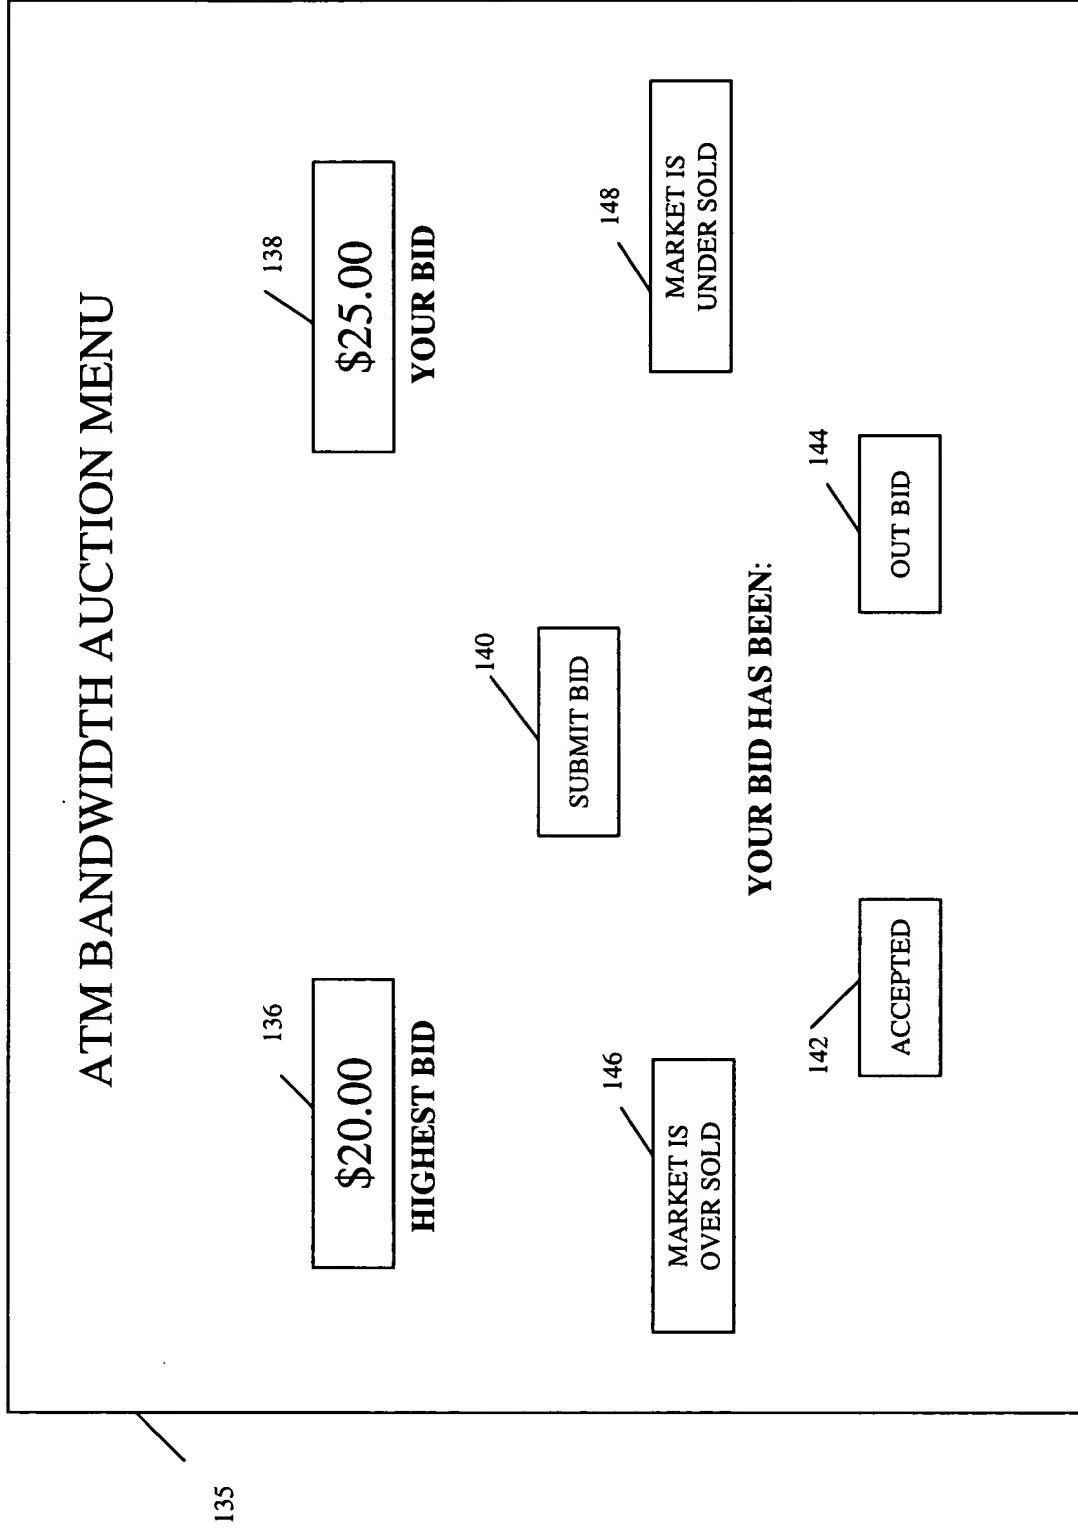 ATM BANDWIDTH AUCTION MENU
136
138
$20.00
$25.00
HIGHEST BID
YOUR BID
140
SUBMIT BID
146
148
MARKET IS
OVER SOLD
MARKET IS
UNDER SOLD
YOUR BID HAS BEEN:
142
144
ACCEPTED
OUT BID
135